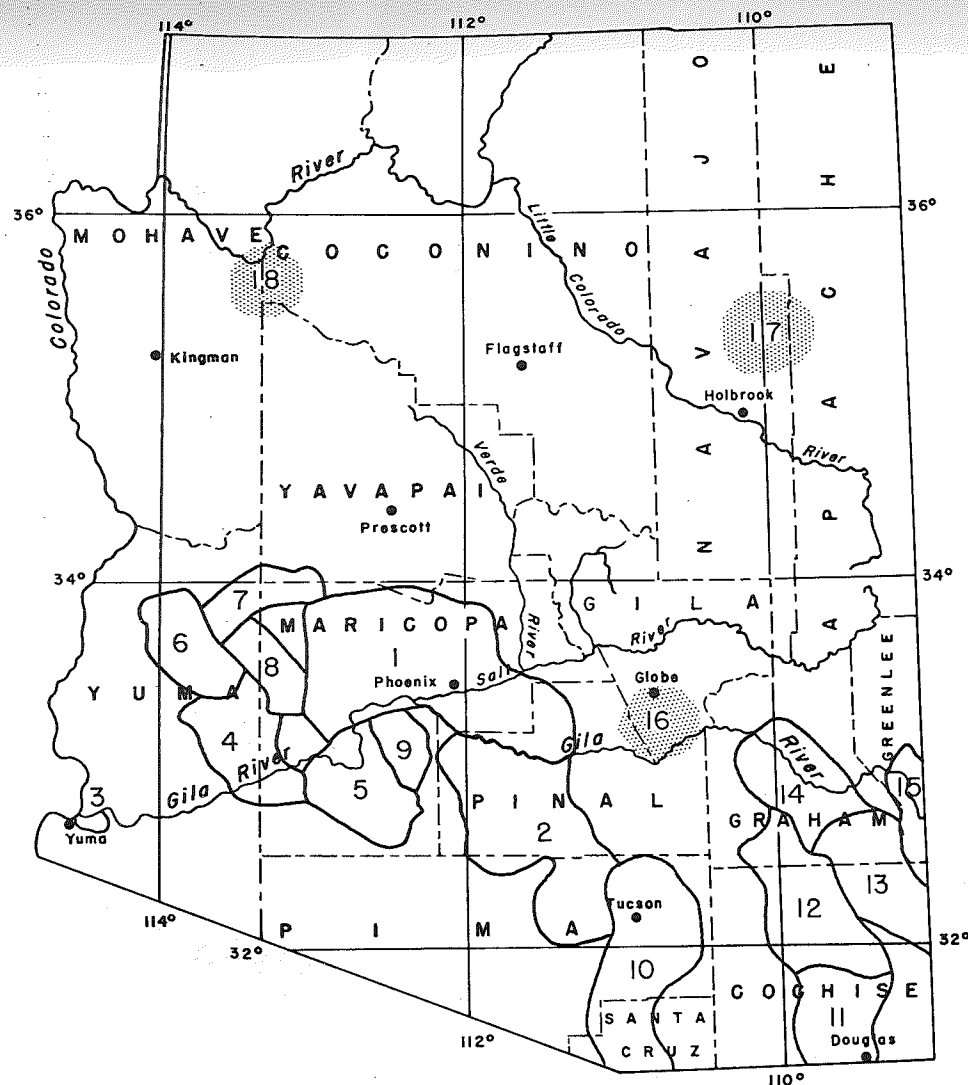 114° 112° 110°
River
36° 36°
MOHAVE
COCONINO
NAVAJO
APACHE
Little
Colorado
Colorado
18
17
Kingman
Flagstaff
Holbrook
River
Verde
YAVAPAI
Prescott
34° 34°
7
MARICOPA
GILA
6
1
River
River
8
Phoenix
Salt
Globe
YUMA
16
GREENLEE
4
9
Gila
River
Gila River
5
14
15
3
PINAL
GRAHAM
Yuma
2
13
12
Tucson
114°
PIMA
32° 32°
10
COCHISE
SANTA
11
112°
CRUZ
Douglas
110°